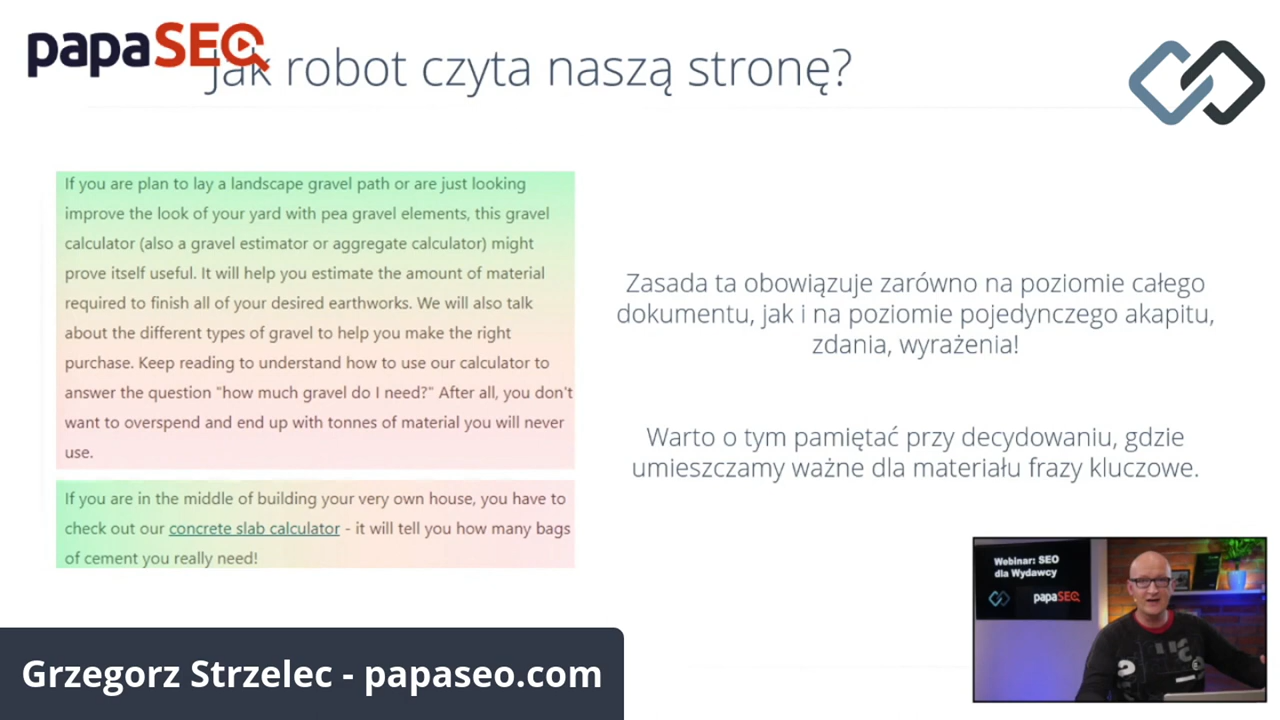 papaSEO
Jak robot czyta naszą stronę?
If you are plan to lay a landscape gravel path or are just looking
improve the look of your yard with pea gravel elements, this gravel
calculator (also a gravel estimator or aggregate calculator) might
prove itself useful. It will help you estimate the amount of material
required to finish all of your desired earthworks. We will also talk
about the different types of gravel to help you make the right
purchase. Keep reading to understand how to use our calculator to
answer the question "how much gravel do I need?" After all, you don't
want to overspend and end up with tonnes of material you will never
use.
If you are in the middle of building your very own house, you have to
check out our concrete slab calculator - it will tell you how many bags
of cement you really need!
Zasada ta obowiązuje zarówno na poziomie całego
dokumentu, jak i na poziomie pojedynczego akapitu,
zdania, wyrażenia!
Warto o tym pamiętać przy decydowaniu, gdzie
umieszczamy ważne dla materiału frazy kluczowe.
Webinar: SEO
dla Wydawcy
papaSEO
Grzegorz Strzelec - papaseo.com